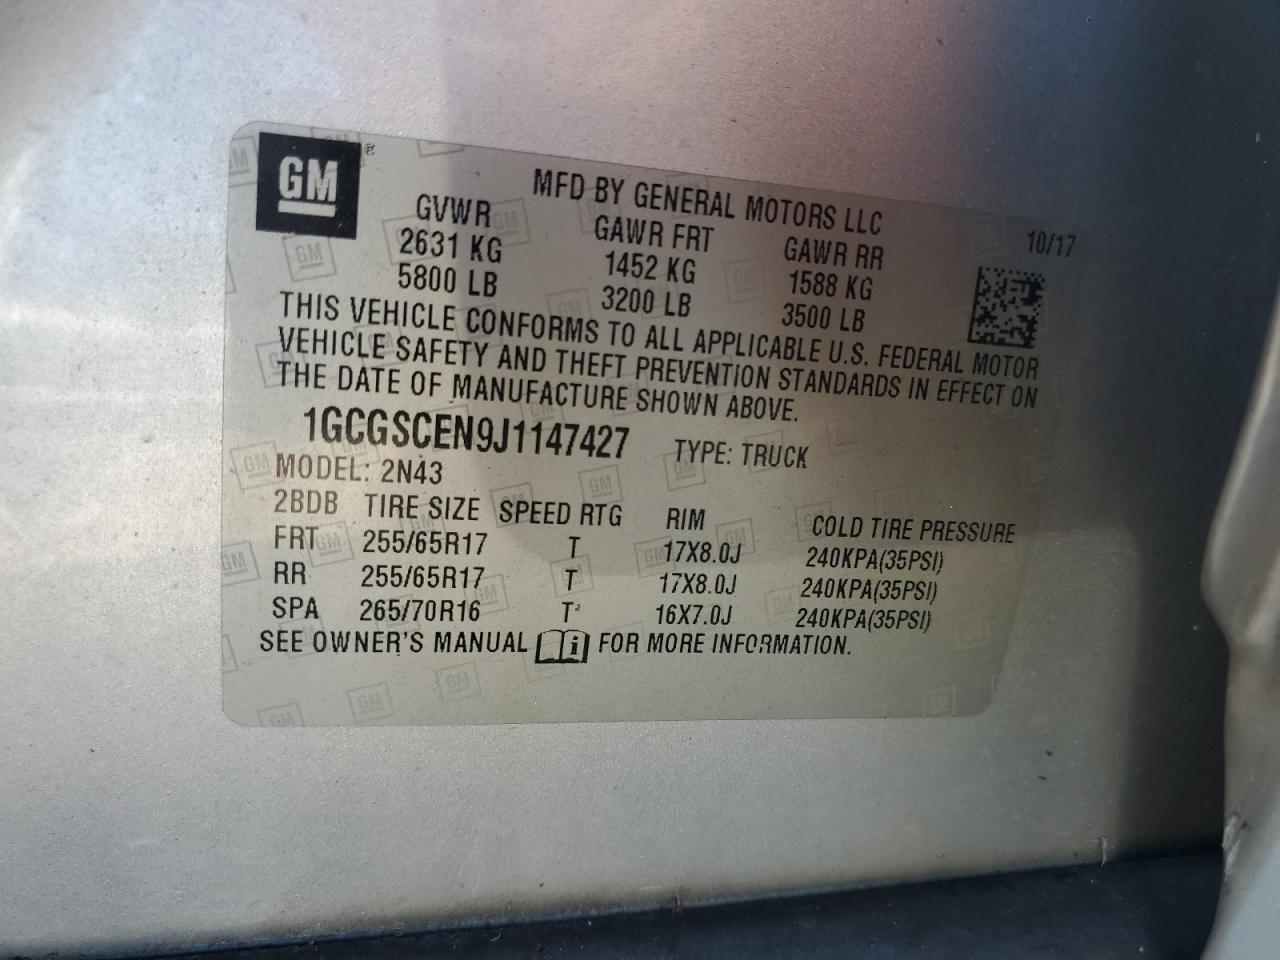 GM ®
MFD BY GENERAL MOTORS LLC
10/17
GVWR GAWR FRT GAWR RR
2631 KG 1452 KG 1588 KG
5800 LB 3200 LB 3500 LB
THIS VEHICLE CONFORMS TO ALL APPLICABLE U.S. FEDERAL MOTOR
VEHICLE SAFETY AND THEFT PREVENTION STANDARDS IN EFFECT ON
THE DATE OF MANUFACTURE SHOWN ABOVE.
1GCGSCEN9J1147427 TYPE: TRUCK
MODEL: 2N43
2BDB TIRE SIZE SPEED RTG RIM COLD TIRE PRESSURE
FRT 255/65R17 T 17X8.0J 240KPA(35PSI)
RR 255/65R17 T 17X8.0J 240KPA(35PSI)
SPA 265/70R16 T 16X7.0J 240KPA(35PSI)
SEE OWNER'S MANUAL i FOR MORE INFORMATION.